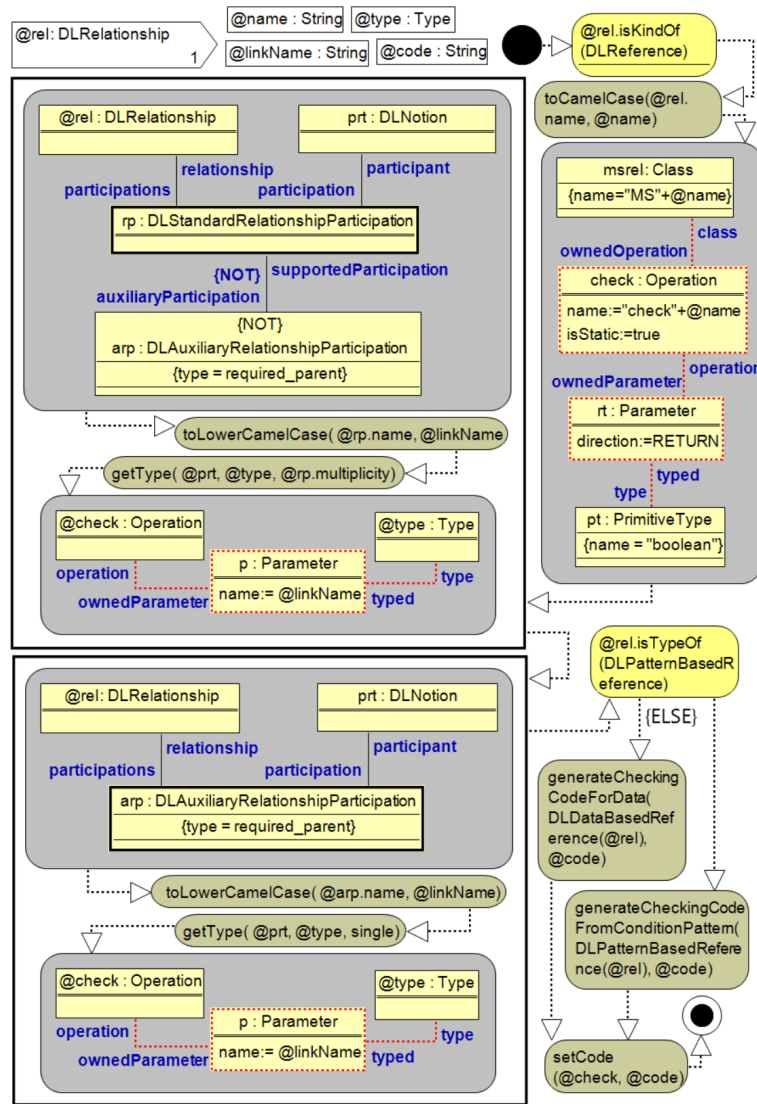 @rel: DLRelationship
1
@name : String
@type : Type
@linkName : String
@code : String
@rel.isKindOf
(DLReference)
toCamelCase(@rel.
name, @name)
msrel: Class
{name="MS"+@name}
class
ownedOperation
check : Operation
name:="check"+@name
isStatic:=true
operation
ownedParameter
rt : Parameter
direction:=RETURN
typed
type
pt : PrimitiveType
{name = "boolean"}
@rel: DLRelationship
prt : DLNotion
relationship
participant
participations
participation
rp : DLStandardRelationshipParticipation
{NOT}
supportedParticipation
auxiliaryParticipation
{NOT}
arp : DLAuxiliaryRelationshipParticipation
{type = required_parent}
toLowerCamelCase( @rp.name, @linkName
getType( @prt, @type, @rp.multiplicity)
@check : Operation
@type : Type
operation
p : Parameter
type
ownedParameter
name:= @linkName
typed
@rel: DLRelationship
prt : DLNotion
relationship
participant
participations
participation
arp : DLAuxiliaryRelationshipParticipation
{type = required_parent}
toLowerCamelCase( @arp.name, @linkName)
getType( @prt, @type, single)
@check : Operation
@type : Type
operation
p : Parameter
type
ownedParameter
name:= @linkName
typed
@rel.isTypeOf
(DLPatternBasedR
eference)
{ELSE}
generateChecking
CodeForData(
DLDataBasedRef
erence(@rel),
@code)
generateCheckingCode
FromConditionPattern(
DLPatternBasedRefere
nce(@rel), @code)
setCode
(@check, @code)